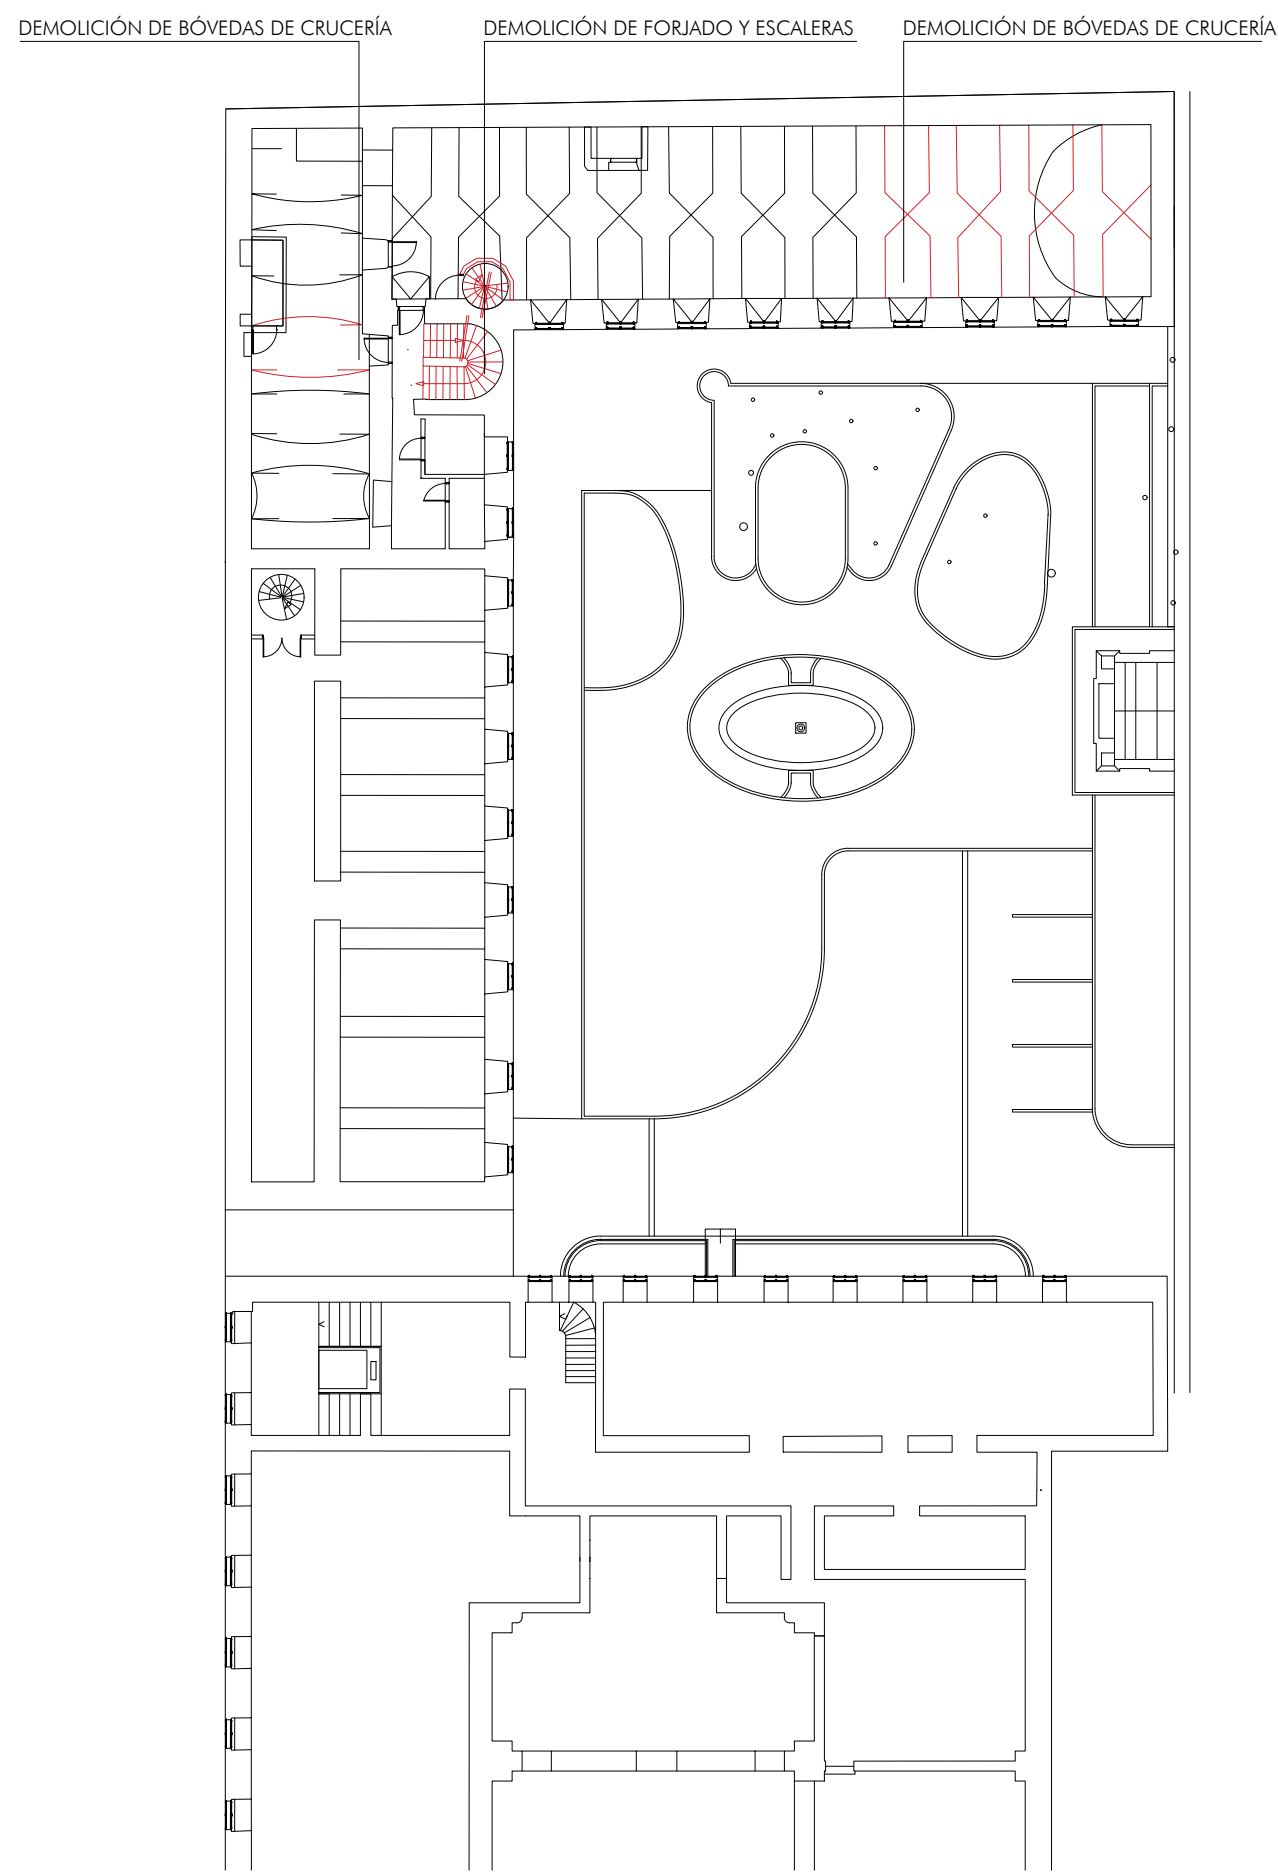 DEMOLICIÓN DE BÓVEDAS DE CRUCERÍA
DEMOLICIÓN DE FORJADO Y ESCALERAS
DEMOLICIÓN DE BÓVEDAS DE CRUCERÍA